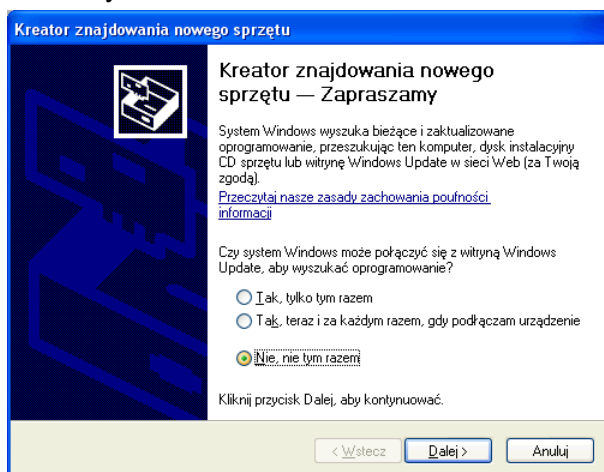 Kreator znajdowania nowego sprzętu
Kreator znajdowania nowego
sprzętu — Zapraszamy
System Windows wyszuka bieżące i zaktualizowane
oprogramowanie, przeszukując ten komputer, dysk instalacyjny
CD sprzętu lub witrynę Windows Update w sieci Web (za Twoją
zgodą).
Przeczytaj nasze zasady zachowania poufności
informacji
Czy system Windows może połączyć się z witryną Windows
Update, aby wyszukać oprogramowanie?
Tak, tylko tym razem
Tak, teraz i za każdym razem, gdy podłączam urządzenie
Nie, nie tym razem
Kliknij przycisk Dalej, aby kontynuować.
< Wstecz Dalej > Anuluj